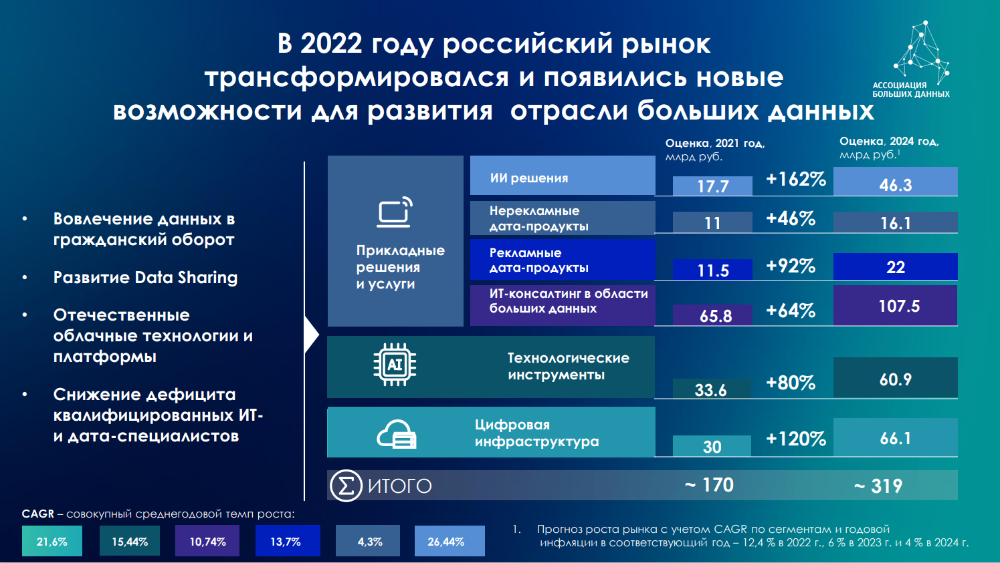 В 2022 году российский рынок
трансформировался и появились новые
возможности для развития отрасли больших данных
АССОЦИАЦИЯ
БОЛЬШИХ ДАННЫХ
• Вовлечение данных в
гражданский оборот
• Развитие Data Sharing
• Отечественные
облачные технологии и
платформы
• Снижение дефицита
квалифицированных ИТ-
и дата-специалистов
Оценка, 2021 год,
млрд руб.
Оценка, 2024 год,
млрд руб.1
Прикладные
решения
и услуги
ИИ решения
17.7
+162%
46.3
Нерекламные
дата-продукты
11
+46%
16.1
Рекламные
дата-продукты
11.5
+92%
22
ИТ-консалтинг в области
больших данных
65.8
+64%
107.5
AI
Технологические
инструменты
33.6
+80%
60.9
Цифровая
инфраструктура
30
+120%
66.1
Σ ИТОГО
~ 170
~ 319
CAGR – совокупный среднегодовой темп роста:
21,6%
15,44%
10,74%
13,7%
4,3%
26,44%
1. Прогноз роста рынка с учетом CAGR по сегментам и годовой
инфляции в соответствующий год – 12,4 % в 2022 г., 6 % в 2023 г. и 4 % в 2024 г.